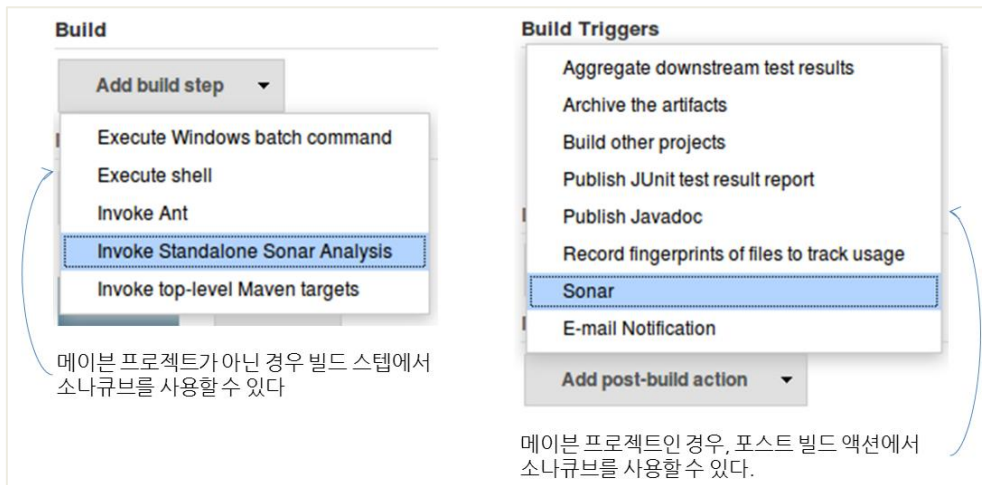 Build
Add build step
Execute Windows batch command
Execute shell
Invoke Ant
Invoke Standalone Sonar Analysis
Invoke top-level Maven targets
메이븐 프로젝트가 아닌 경우 빌드 스텝에서
소나큐브를 사용할 수 있다
Build Triggers
Aggregate downstream test results
Archive the artifacts
Build other projects
Publish JUnit test result report
Publish Javadoc
Record fingerprints of files to track usage
Sonar
E-mail Notification
Add post-build action
메이븐 프로젝트인 경우, 포스트 빌드 액션에서
소나큐브를 사용할 수 있다.